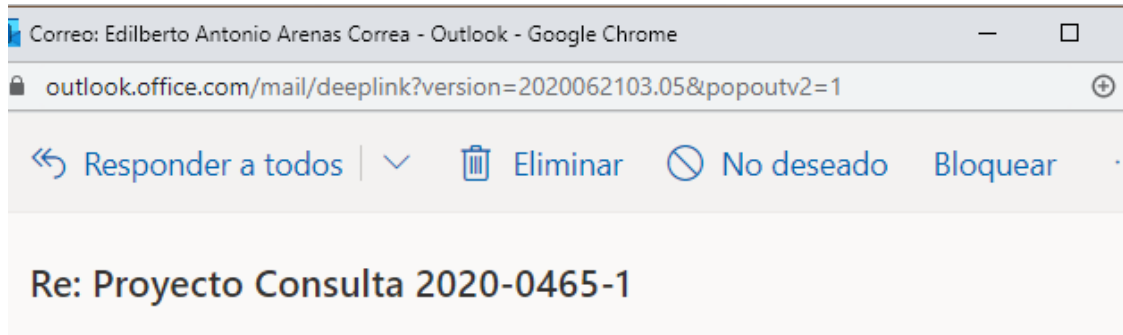 Correo: Edilberto Antonio Arenas Correa - Outlook - Google Chrome
outlook.office.com/mail/deeplink?version=2020062103.05&popoutv2=1
Responder a todos Eliminar No deseado Bloquear
Re: Proyecto Consulta 2020-0465-1